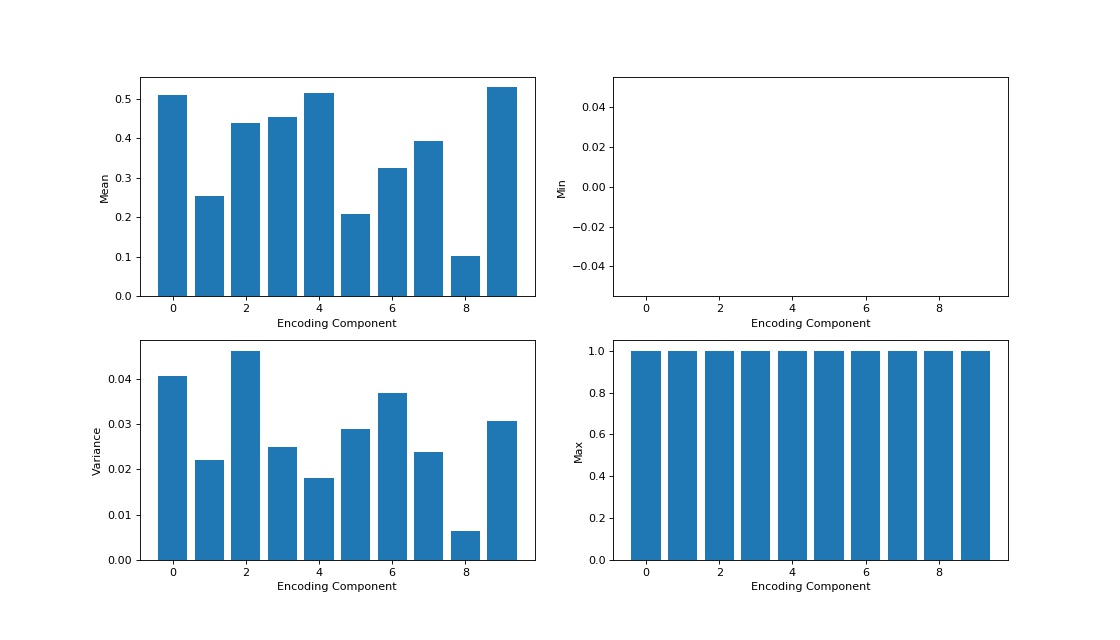 0.5
0.4
0.3
0.2
0.1
0.0
Mean
0 2 4 6 8
Encoding Component
0.04
0.02
0.00
−0.02
−0.04
Min
0 2 4 6 8
Encoding Component
0.04
0.03
0.02
0.01
0.00
Variance
0 2 4 6 8
Encoding Component
1.0
0.8
0.6
0.4
0.2
0.0
Max
0 2 4 6 8
Encoding Component